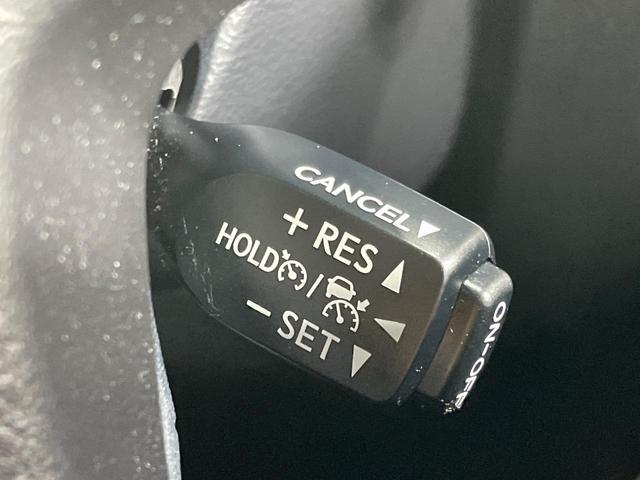 CANCEL▼
+ RES ▲
HOLD /
− SET ▼
ON-OFF